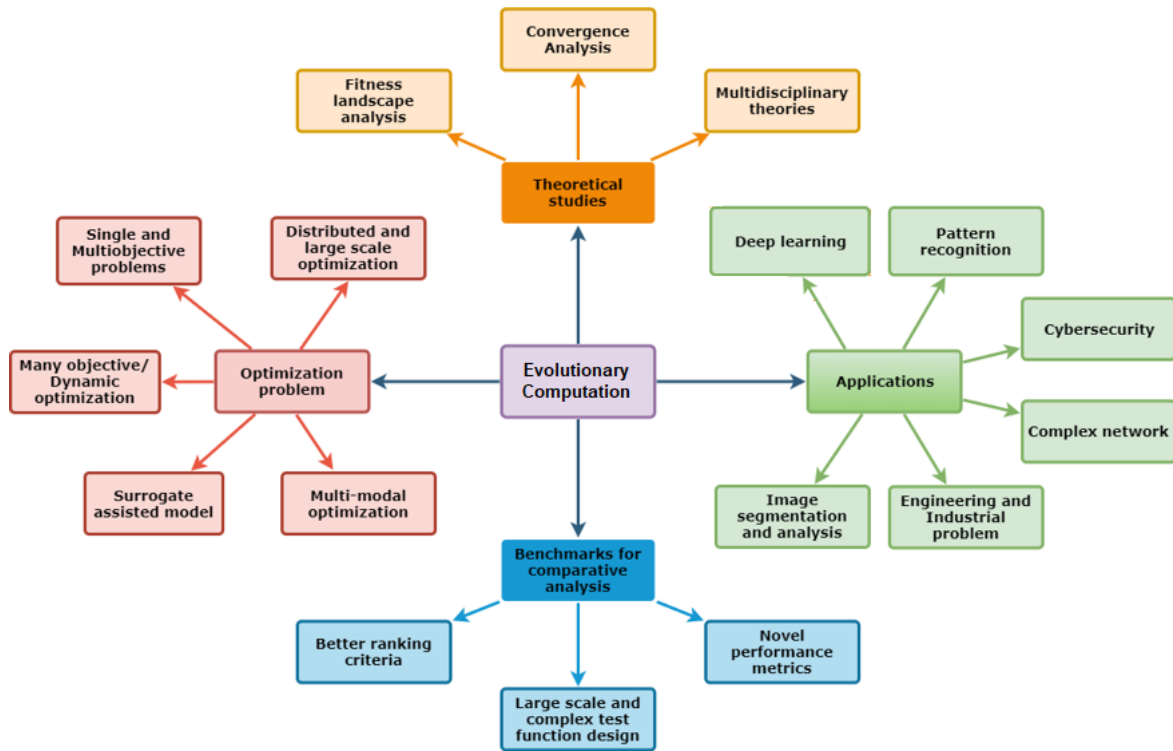 Convergence
Analysis
Fitness
landscape
analysis
Multidisciplinary
theories
Theoretical
studies
Single and
Multiobjective
problems
Distributed and
large scale
optimization
Deep learning
Pattern
recognition
Many objective/
Dynamic
optimization
Optimization
problem
Evolutionary
Computation
Applications
Cybersecurity
Complex network
Surrogate
assisted model
Multi-modal
optimization
Image
segmentation
and analysis
Engineering and
Industrial
problem
Benchmarks for
comparative
analysis
Better ranking
criteria
Novel
performance
metrics
Large scale and
complex test
function design